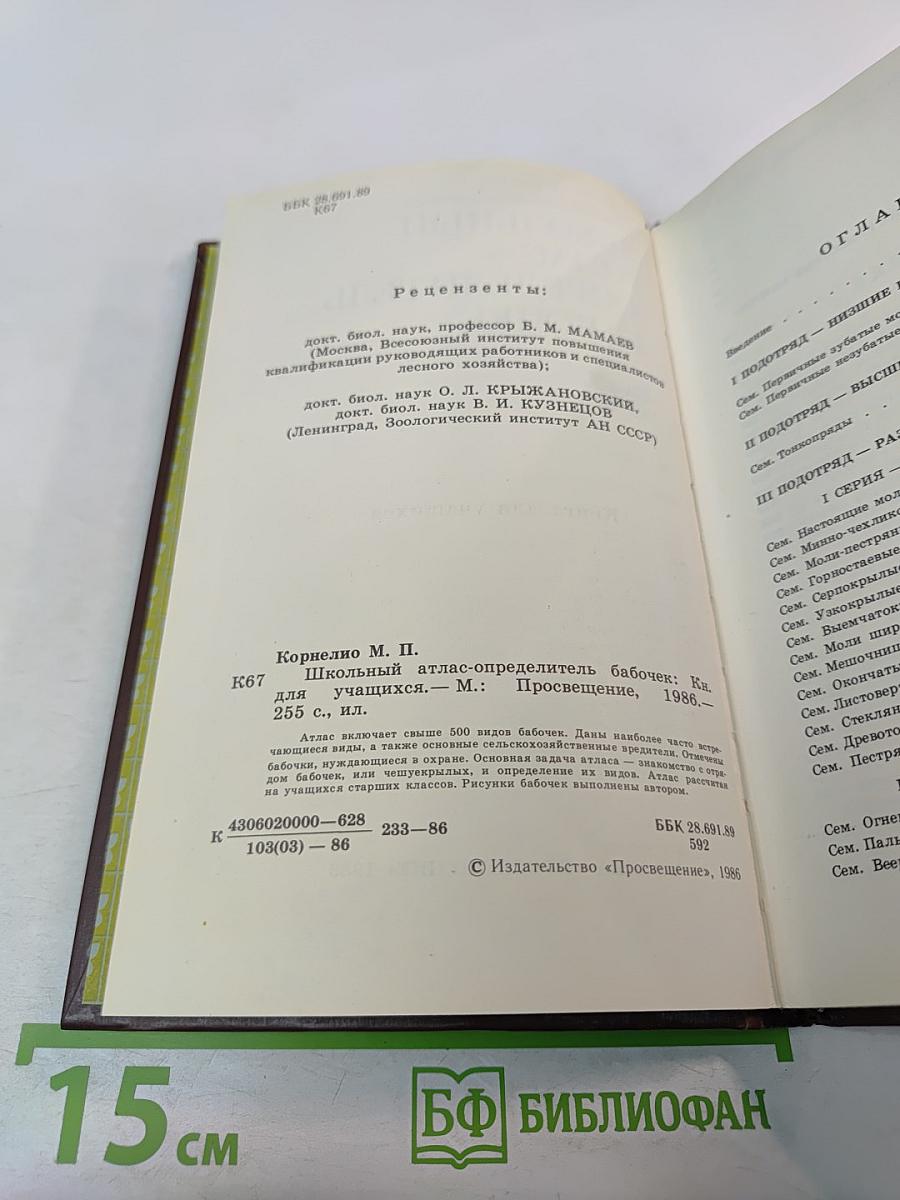 ББК 28.691.89
К67
Рецензенты:
докт. биол. наук, профессор Б. М. МАМАЕВ
(Москва, Всесоюзный институт повышения
квалификации руководящих работников и специалистов
лесного хозяйства);
докт. биол. наук О. Л. КРЫЖАНОВСКИЙ,
докт. биол. наук В. И. КУЗНЕЦОВ
(Ленинград, Зоологический институт АН СССР)
Корнелио М. П.
К67 Школьный атлас-определитель бабочек: Кн.
для учащихся.— М.: Просвещение, 1986.—
255 с., ил.
Атлас включает свыше 500 видов бабочек. Даны наиболее часто встре-
чающиеся виды, а также основные сельскохозяйственные вредители. Отмечены
бабочки, нуждающиеся в охране. Основная задача атласа — знакомство с отря-
дом бабочек, или чешуекрылых, и определение их видов. Атлас рассчитан
на учащихся старших классов. Рисунки бабочек выполнены автором.
К 4306020000—628 233—86
103(03) — 86
ББК 28.691.89
592
© Издательство «Просвещение», 1986
ОГЛА
Введение . . . . . . .
I ПОДОТРЯД — НИЗШИЕ
Сем. Первичные зубатые мо
Сем. Первичные незубатые
II ПОДОТРЯД — ВЫСШ
Сем. Тонкопряды . .
III ПОДОТРЯД — РАЗ
I СЕРИЯ —
Сем. Настоящие мол
Сем. Минно-чехлико
Сем. Моли-пестрян
Сем. Горностаевые
Сем. Серпокрылые
Сем. Узкокрылые
Сем. Выемчаток
Сем. Моли шир
Сем. Мешочниц
Сем. Окончаты
Сем. Листовер
Сем. Стеклян
Сем. Древото
Сем. Пестря
Сем. Огне
Сем. Паль
Сем. Вее
15 см
БФ БИБЛИОФАН